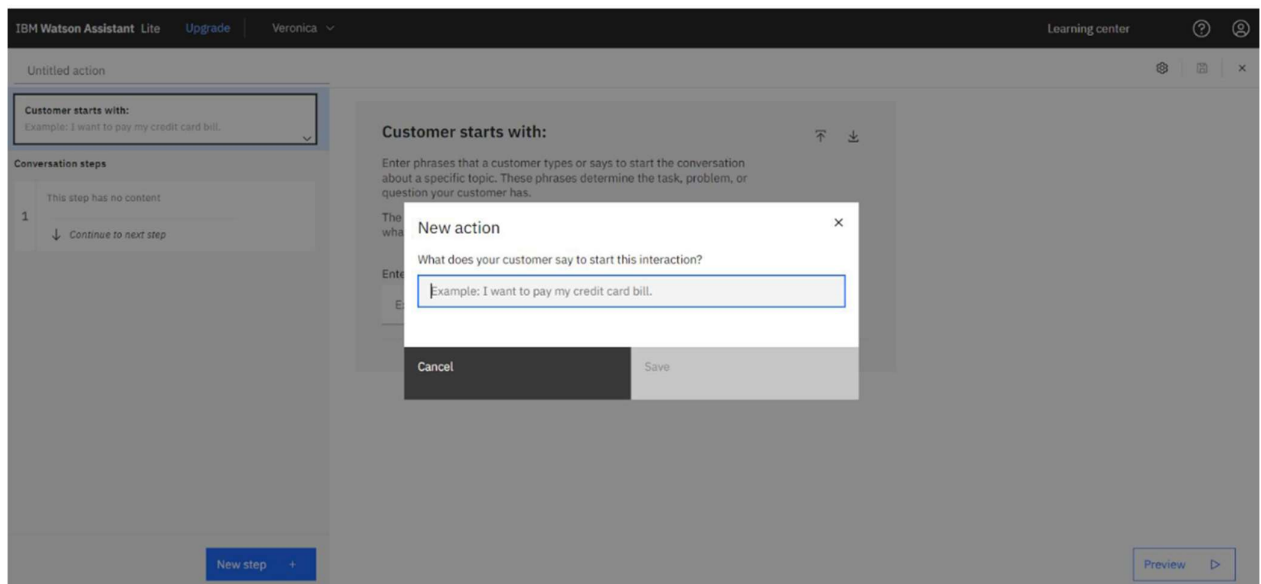 IBM Watson Assistant Lite Upgrade Veronica Learning center
Untitled action
Customer starts with:
Example: I want to pay my credit card bill.
Conversation steps
This step has no content
1
Continue to next step
New step +
Customer starts with:
Enter phrases that a customer types or says to start the conversation
about a specific topic. These phrases determine the task, problem, or
question your customer has.
The
New action
What does your customer say to start this interaction?
Example: I want to pay my credit card bill.
Cancel Save
Preview